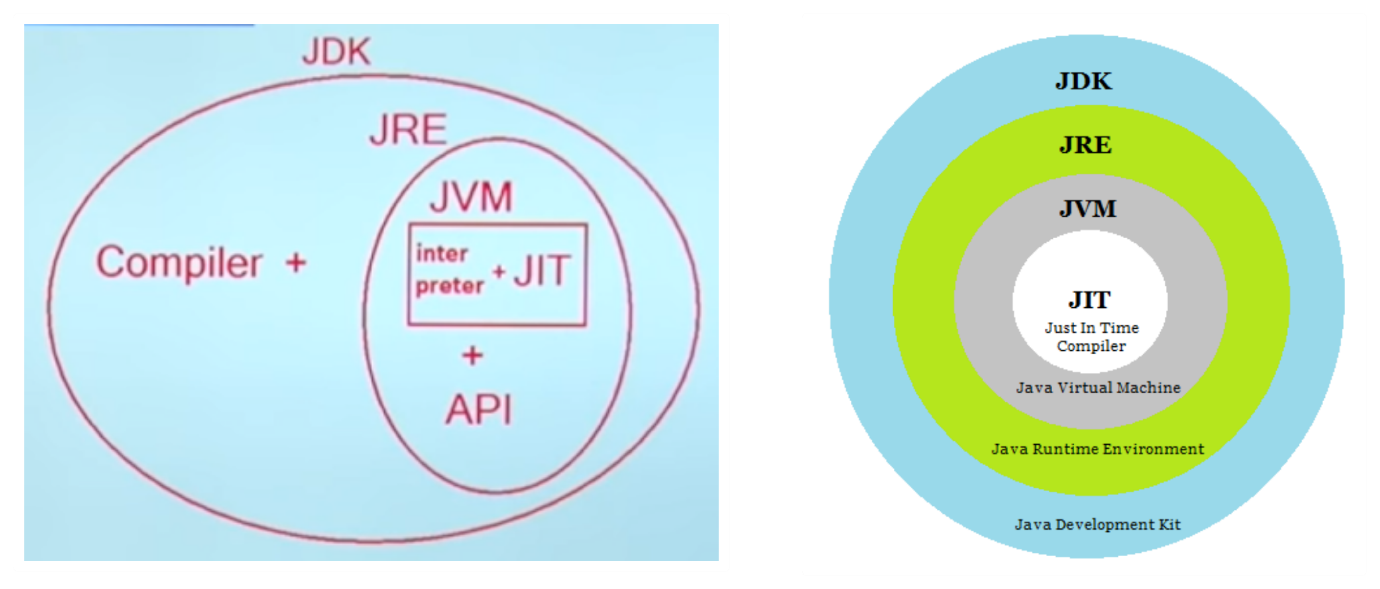 JDK
JRE
JVM
Compiler +
inter
preter + JIT
+
API
JDK
JRE
JVM
JIT
Just In Time
Compiler
Java Virtual Machine
Java Runtime Environment
Java Development Kit